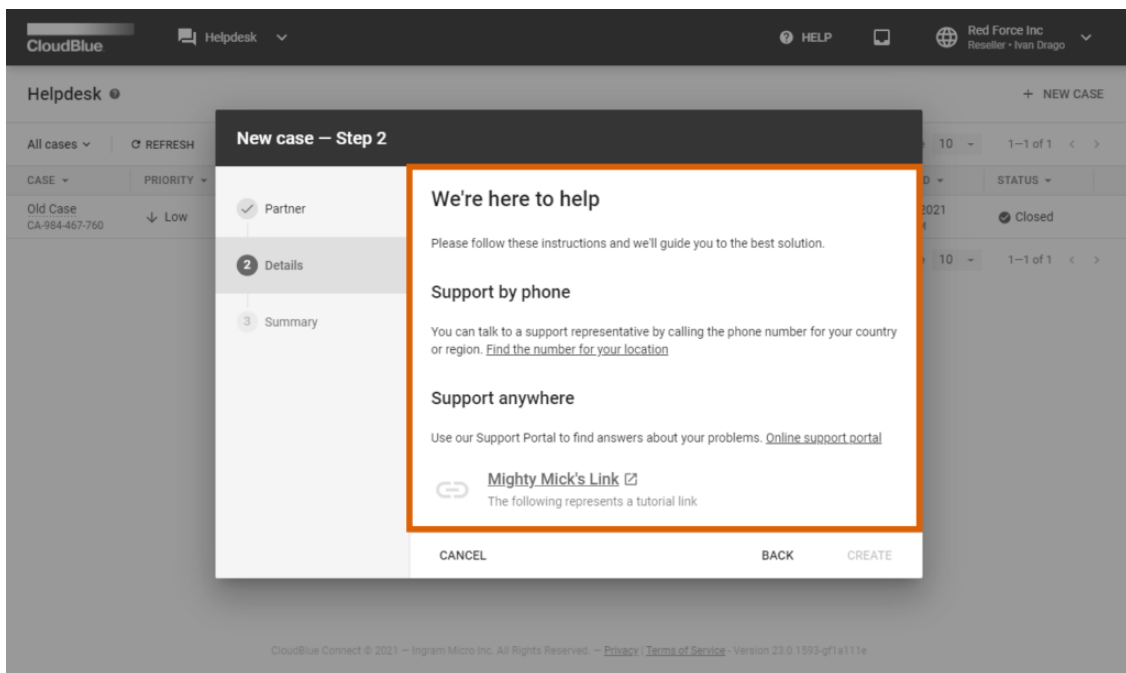 CloudBlue
Helpdesk
HELP
Red Force Inc
Reseller • Ivan Drago
Helpdesk
+ NEW CASE
All cases
REFRESH
10
1–1 of 1
CASE
PRIORITY
D
STATUS
Old Case
CA-984-467-760
Low
2021
Closed
10
1–1 of 1
New case — Step 2
Partner
2 Details
3 Summary
We're here to help
Please follow these instructions and we'll guide you to the best solution.
Support by phone
You can talk to a support representative by calling the phone number for your country
or region. Find the number for your location
Support anywhere
Use our Support Portal to find answers about your problems. Online support portal
Mighty Mick's Link
The following represents a tutorial link
CANCEL
BACK
CREATE
CloudBlue Connect © 2021 — Ingram Micro Inc. All Rights Reserved. — Privacy | Terms of Service - Version 23.0.1593-gf1a111e